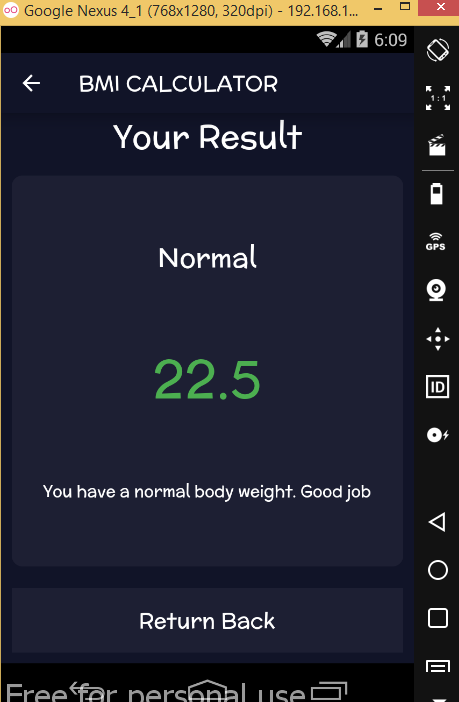 Google Nexus 4_1 (768x1280, 320dpi) - 192.168.1...
6:09
BMI CALCULATOR
1:1
Your Result
GPS
Normal
ID
22.5
You have a normal body weight. Good job
Return Back
Free for personal use